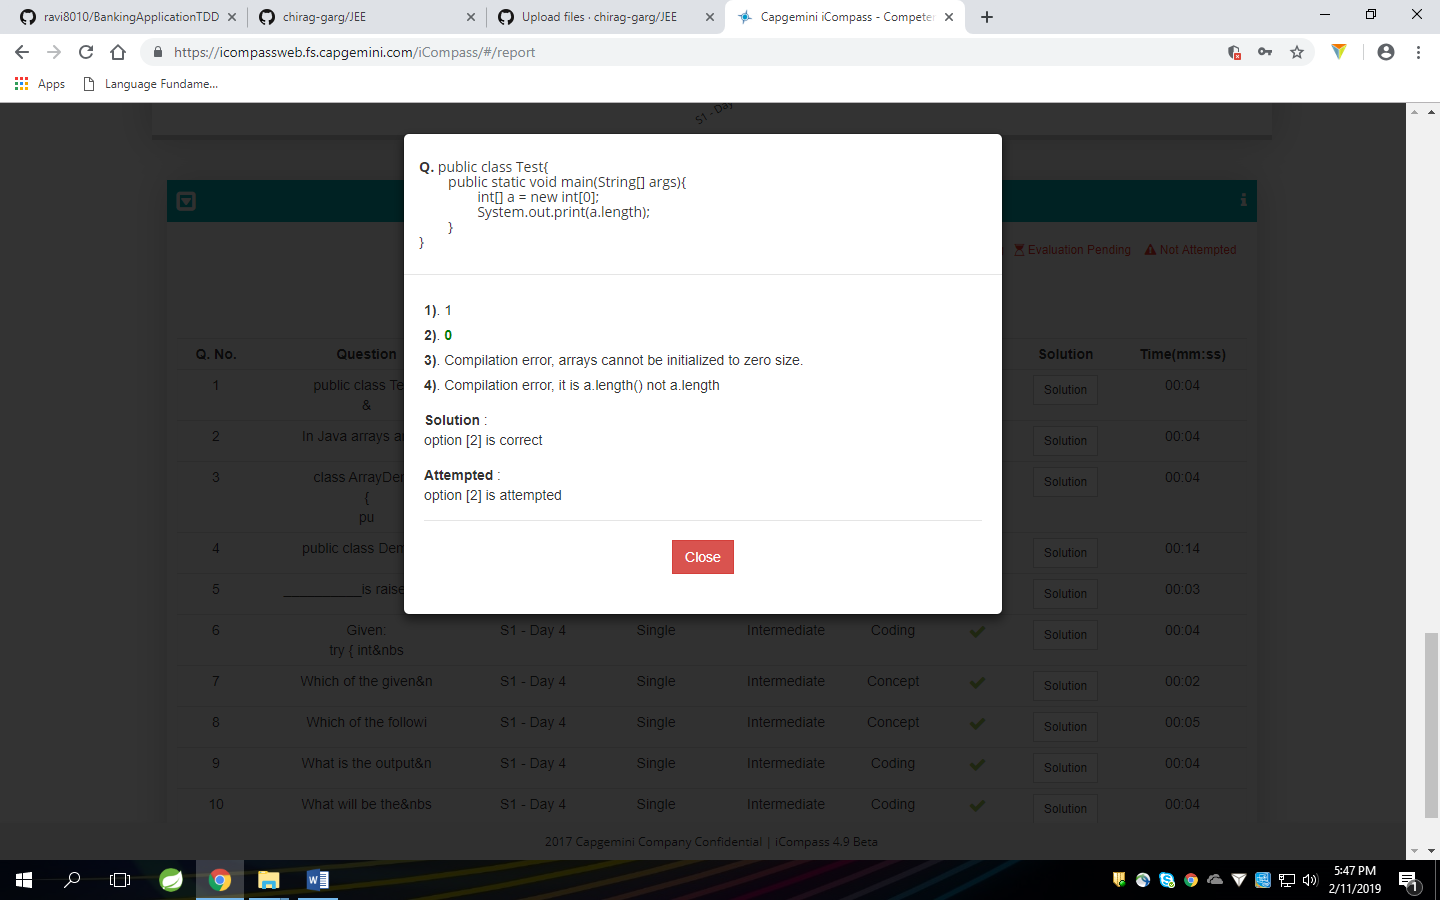 ravi8010/BankingApplicationTDD
chirag-garg/JEE
Upload files · chirag-garg/JEE
Capgemini iCompass - Competen
https://icompassweb.fs.capgemini.com/iCompass/#/report
Apps
Language Fundame...
S1 - Day
Q. public class Test{
public static void main(String[] args){
int[] a = new int[0];
System.out.print(a.length);
}
}
Evaluation Pending
Not Attempted
1). 1
2). 0
3). Compilation error, arrays cannot be initialized to zero size.
4). Compilation error, it is a.length() not a.length
Solution :
option [2] is correct
Attempted :
option [2] is attempted
Close
Q. No. Question Solution Time(mm:ss)
1 public class Te Solution 00:04
&
2 In Java arrays a Solution 00:04
3 class ArrayDe Solution 00:04
{
pu
4 public class Dem Solution 00:14
5 __________is raise Solution 00:03
6 Given: S1 - Day 4 Single Intermediate Coding Solution 00:04
try { int&nbs
7 Which of the given&n S1 - Day 4 Single Intermediate Concept Solution 00:02
8 Which of the followi S1 - Day 4 Single Intermediate Concept Solution 00:05
9 What is the output&n S1 - Day 4 Single Intermediate Coding Solution 00:04
10 What will be the&nbs S1 - Day 4 Single Intermediate Coding Solution 00:04
2017 Capgemini Company Confidential | iCompass 4.9 Beta
5:47 PM
2/11/2019
1